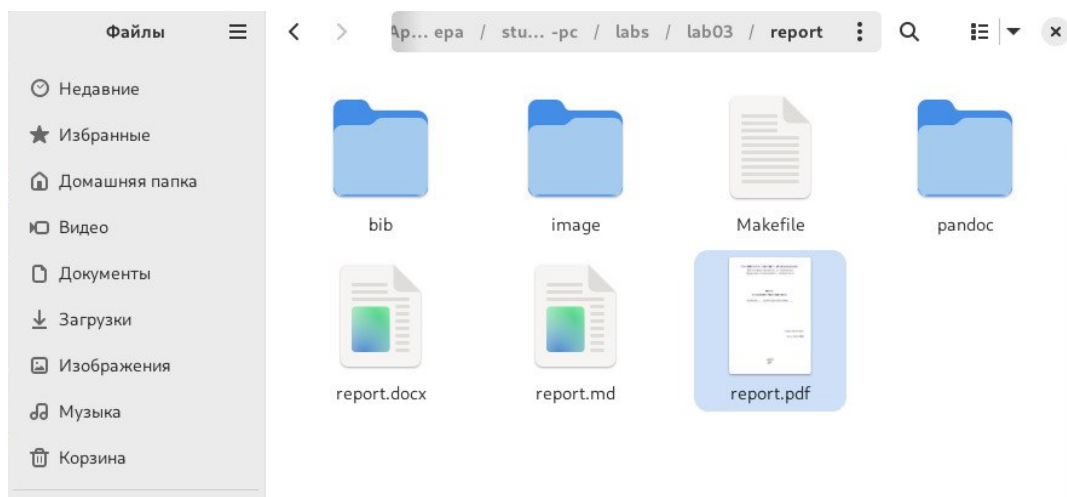 Файлы
Ap... epa / stu... -pc / labs / lab03 / report
Недавние
Избранные
Домашняя папка
Видео
Документы
Загрузки
Изображения
Музыка
Корзина
bib
image
Makefile
pandoc
report.docx
report.md
report.pdf